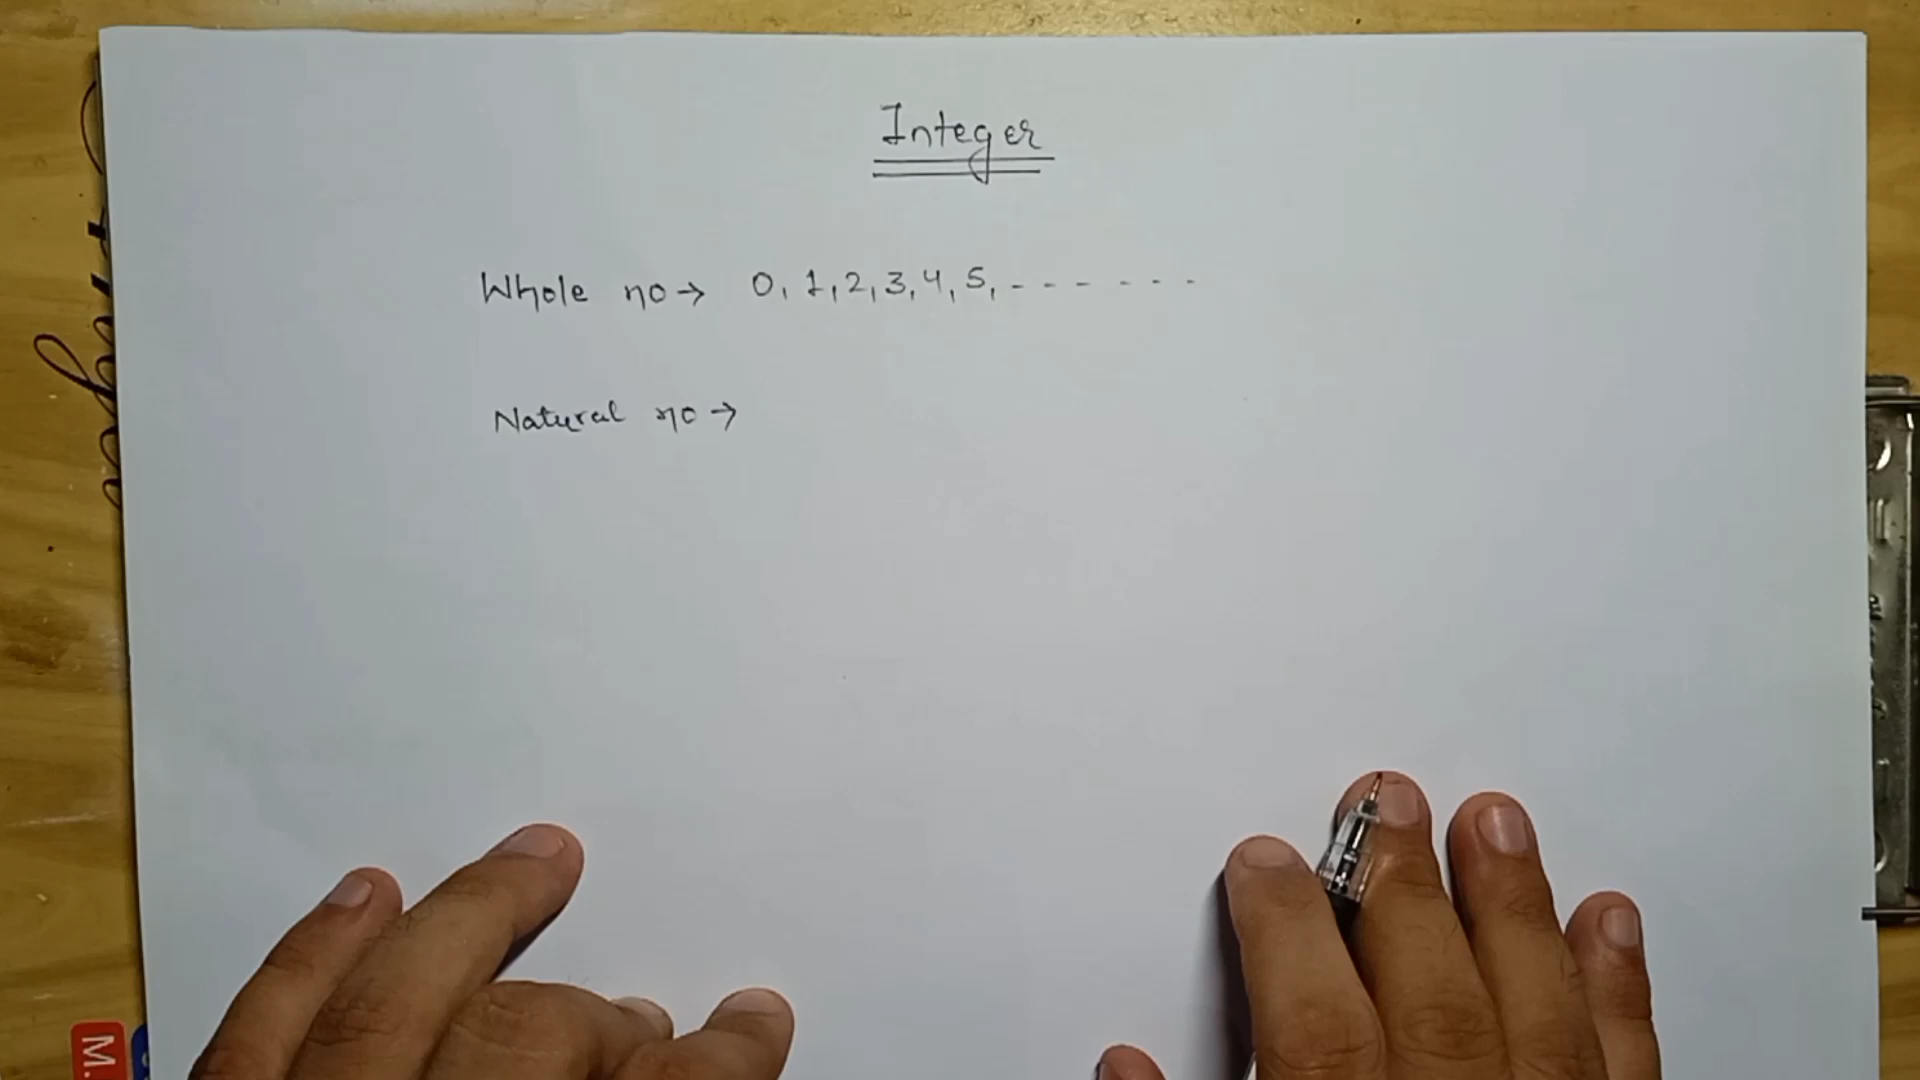 Integer
Whole no → 0, 1, 2, 3, 4, 5, - - - - - -
Natural no →
M.